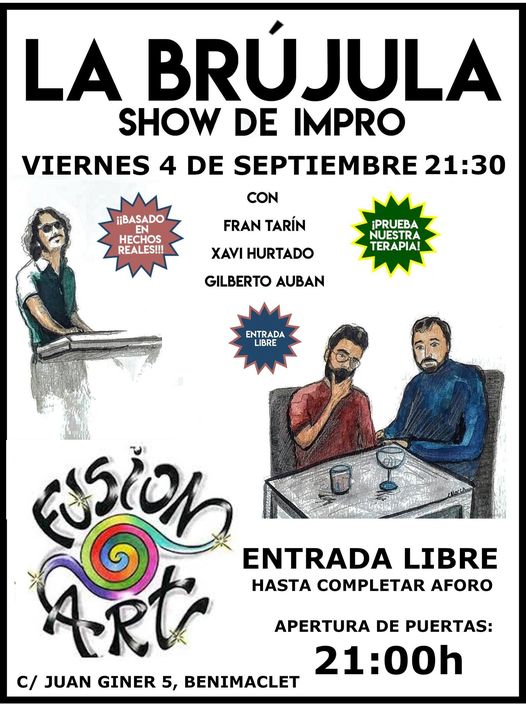 LA BRÚJULA
SHOW DE IMPRO
VIERNES 4 DE SEPTIEMBRE 21:30
CON
FRAN TARÍN
XAVI HURTADO
GILBERTO AUBAN
¡¡BASADO
EN
HECHOS
REALES!!!
¡PRUEBA
NUESTRA
TERAPIA!
ENTRADA
LIBRE
FUSION
ART
ENTRADA LIBRE
HASTA COMPLETAR AFORO
APERTURA DE PUERTAS:
21:00h
C/ JUAN GINER 5, BENIMACLET